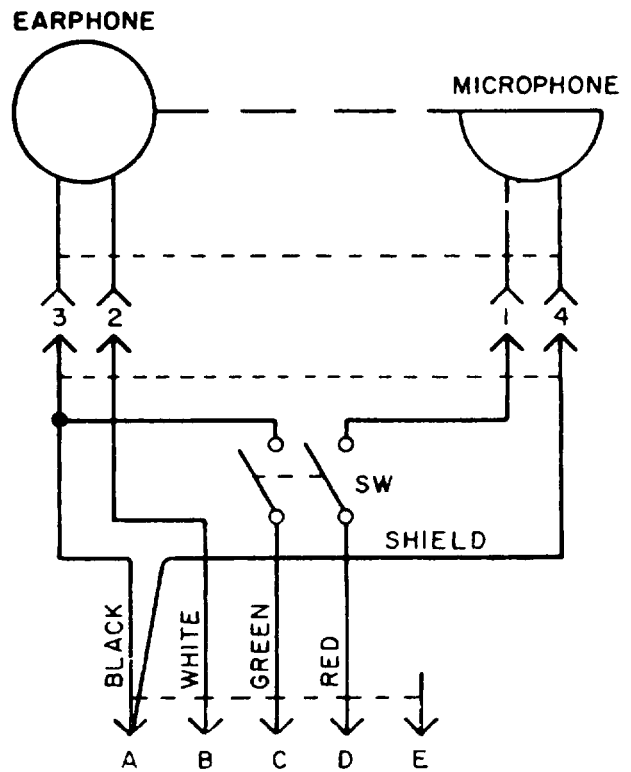 EARPHONE
MICROPHONE
3 2 1 4
SW
SHIELD
BLACK
WHITE
GREEN
RED
A B C D E